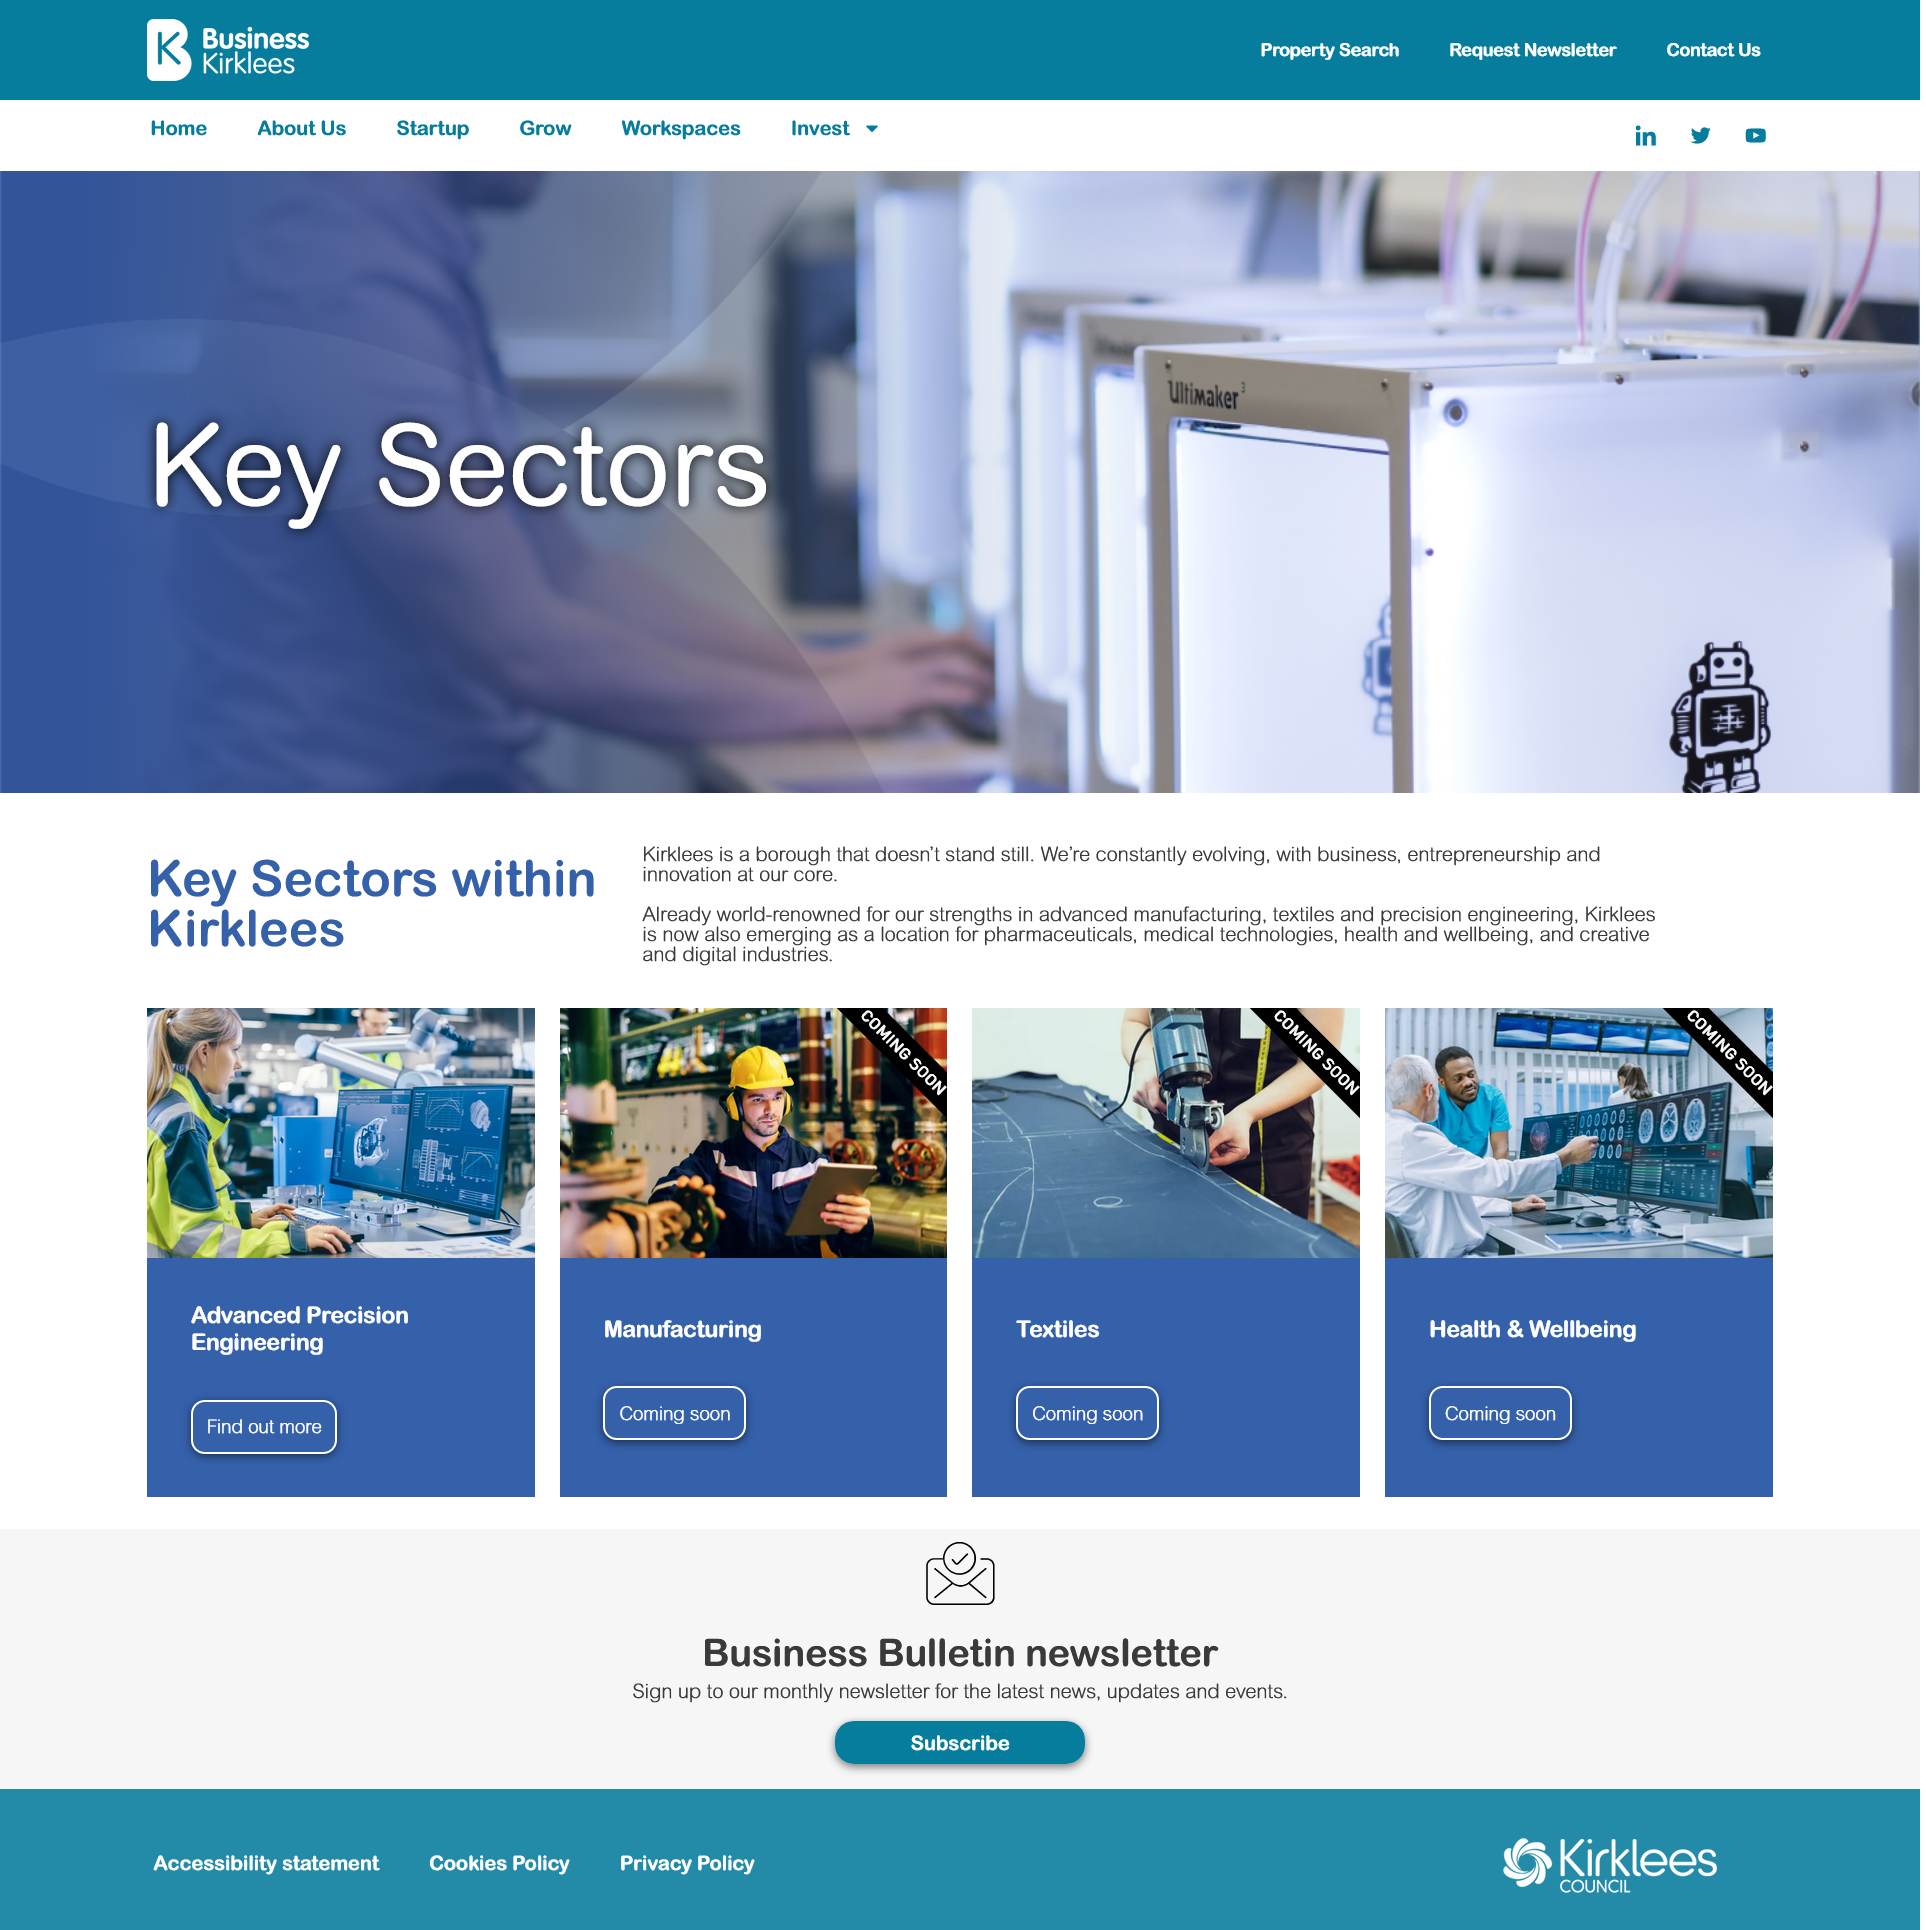 Business
Kirklees
Property Search
Request Newsletter
Contact Us
Home
About Us
Startup
Grow
Workspaces
Invest
Ultimaker 3
Key Sectors
Key Sectors within
Kirklees
Kirklees is a borough that doesn’t stand still. We’re constantly evolving, with business, entrepreneurship and
innovation at our core.
Already world-renowned for our strengths in advanced manufacturing, textiles and precision engineering, Kirklees
is now also emerging as a location for pharmaceuticals, medical technologies, health and wellbeing, and creative
and digital industries.
COMING SOON
COMING SOON
COMING SOON
Advanced Precision
Engineering
Find out more
Manufacturing
Coming soon
Textiles
Coming soon
Health & Wellbeing
Coming soon
Business Bulletin newsletter
Sign up to our monthly newsletter for the latest news, updates and events.
Subscribe
Accessibility statement
Cookies Policy
Privacy Policy
Kirklees
COUNCIL